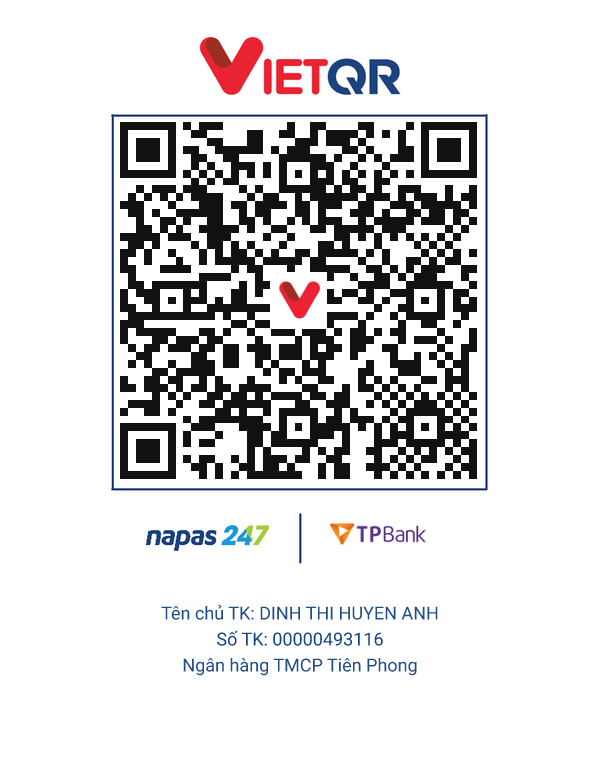 VIETQR
napas 247
TPBank
Tên chủ TK: DINH THI HUYEN ANH
Số TK: 00000493116
Ngân hàng TMCP Tiên Phong